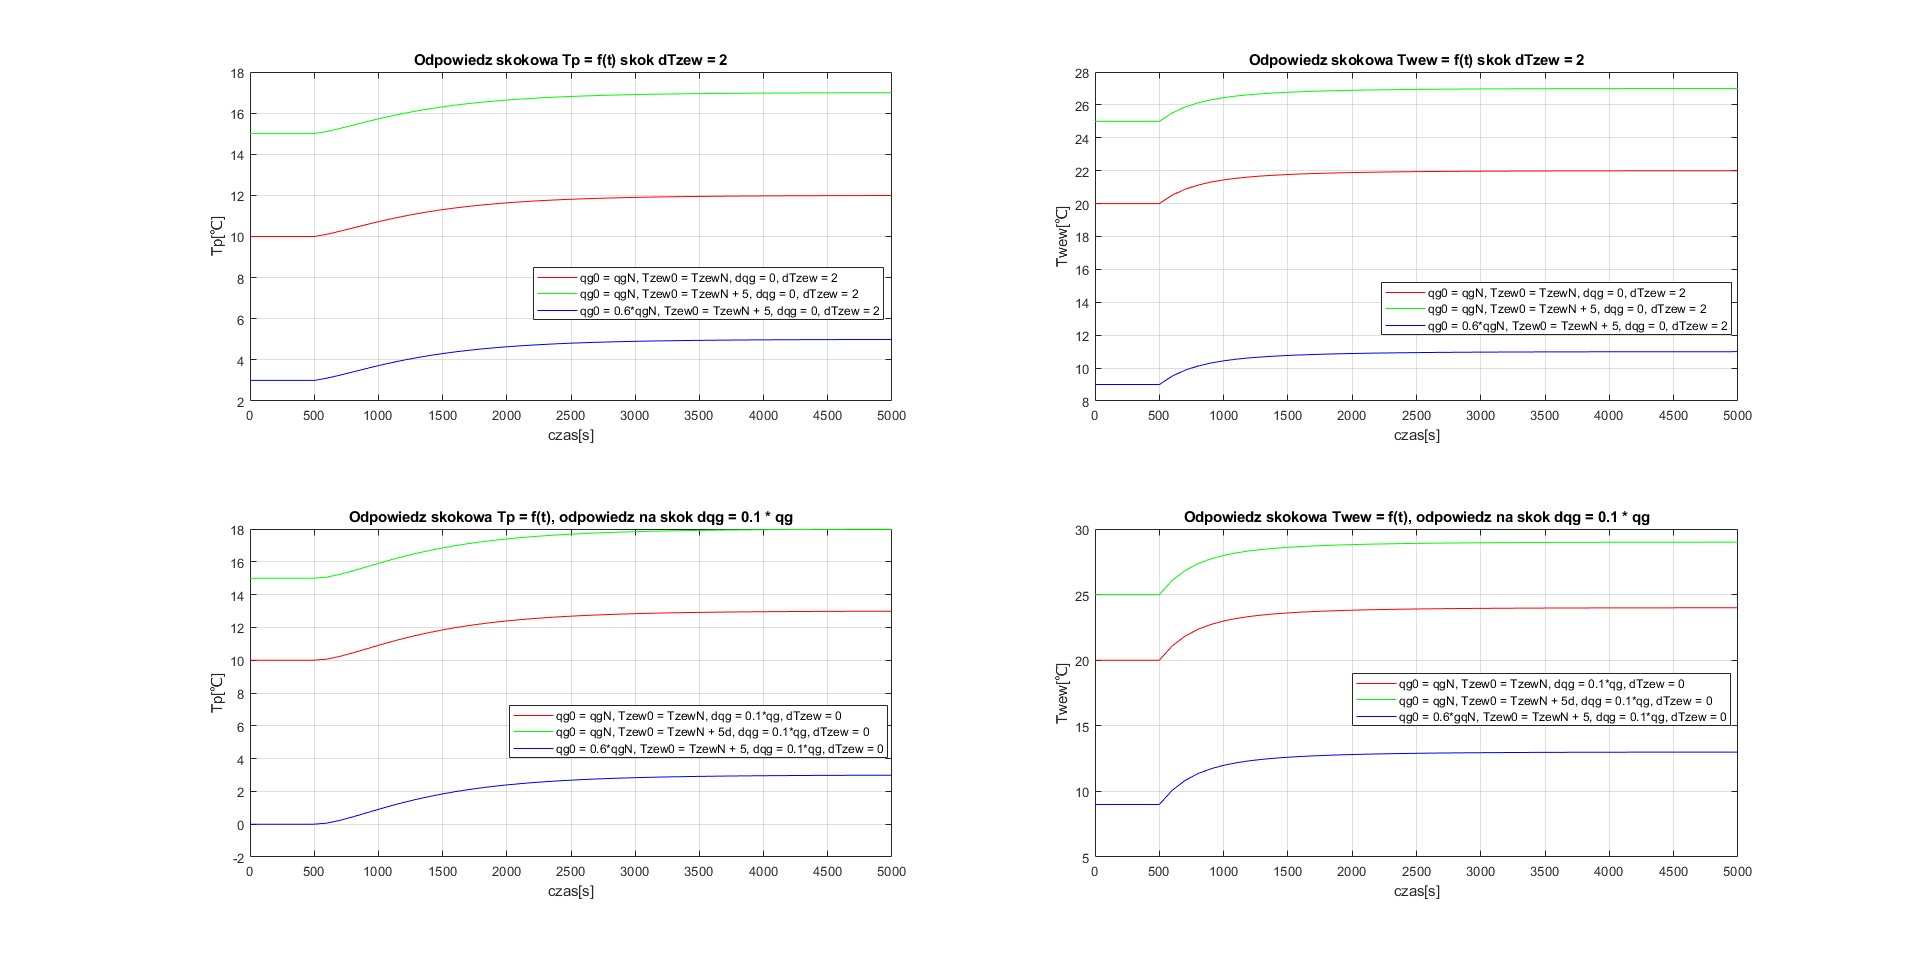 Odpowiedz skokowa Tp = f(t) skok dTzew = 2
18
16
14
12
10
8
6
4
2
Tp[℃]
qg0 = qgN, Tzew0 = TzewN, dqg = 0, dTzew = 2
qg0 = qgN, Tzew0 = TzewN + 5, dqg = 0, dTzew = 2
qg0 = 0.6*qgN, Tzew0 = TzewN + 5, dqg = 0, dTzew = 2
0 500 1000 1500 2000 2500 3000 3500 4000 4500 5000
czas[s]
Odpowiedz skokowa Twew = f(t) skok dTzew = 2
28
26
24
22
20
18
16
14
12
10
8
Twew[℃]
qg0 = qgN, Tzew0 = TzewN, dqg = 0, dTzew = 2
qg0 = qgN, Tzew0 = TzewN + 5, dqg = 0, dTzew = 2
qg0 = 0.6*qgN, Tzew0 = TzewN + 5, dqg = 0, dTzew = 2
0 500 1000 1500 2000 2500 3000 3500 4000 4500 5000
czas[s]
Odpowiedz skokowa Tp = f(t), odpowiedz na skok dqg = 0.1 * qg
18
16
14
12
10
8
6
4
2
0
-2
Tp[℃]
qg0 = qgN, Tzew0 = TzewN, dqg = 0.1*qg, dTzew = 0
qg0 = qgN, Tzew0 = TzewN + 5d, dqg = 0.1*qg, dTzew = 0
qg0 = 0.6*qgN, Tzew0 = TzewN + 5, dqg = 0.1*qg, dTzew = 0
0 500 1000 1500 2000 2500 3000 3500 4000 4500 5000
czas[s]
Odpowiedz skokowa Twew = f(t), odpowiedz na skok dqg = 0.1 * qg
30
25
20
15
10
5
Twew[℃]
qg0 = qgN, Tzew0 = TzewN, dqg = 0.1*qg, dTzew = 0
qg0 = qgN, Tzew0 = TzewN + 5d, dqg = 0.1*qg, dTzew = 0
qg0 = 0.6*gqN, Tzew0 = TzewN + 5, dqg = 0.1*qg, dTzew = 0
0 500 1000 1500 2000 2500 3000 3500 4000 4500 5000
czas[s]